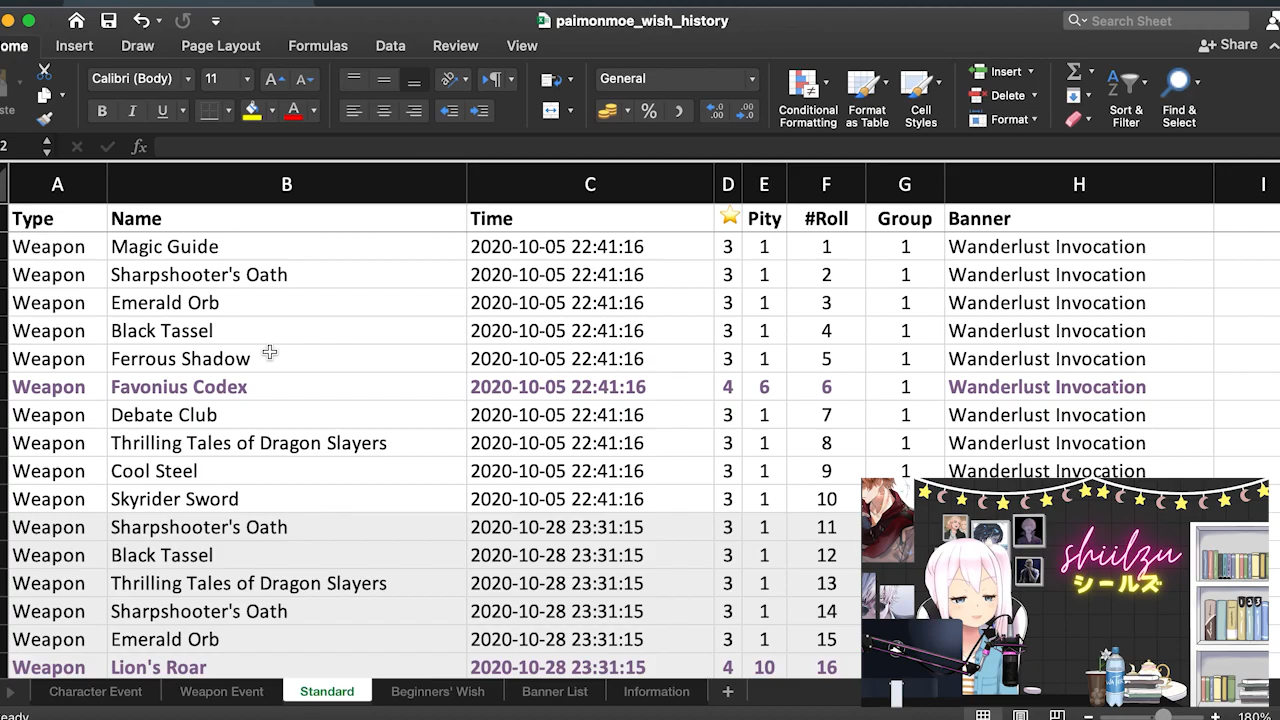 paimonmoe_wish_history
Search Sheet
ome Insert Draw Page Layout Formulas Data Review View Share
ste Calibri (Body) 11 General Conditional Formatting Format as Table Cell Styles Insert Delete Format Sort & Filter Find & Select
2 fx
A B C D E F G H I
Type Name Time ⭐ Pity #Roll Group Banner
Weapon Magic Guide 2020-10-05 22:41:16 3 1 1 1 Wanderlust Invocation
Weapon Sharpshooter's Oath 2020-10-05 22:41:16 3 1 2 1 Wanderlust Invocation
Weapon Emerald Orb 2020-10-05 22:41:16 3 1 3 1 Wanderlust Invocation
Weapon Black Tassel 2020-10-05 22:41:16 3 1 4 1 Wanderlust Invocation
Weapon Ferrous Shadow 2020-10-05 22:41:16 3 1 5 1 Wanderlust Invocation
Weapon Favonius Codex 2020-10-05 22:41:16 4 6 6 1 Wanderlust Invocation
Weapon Debate Club 2020-10-05 22:41:16 3 1 7 1 Wanderlust Invocation
Weapon Thrilling Tales of Dragon Slayers 2020-10-05 22:41:16 3 1 8 1 Wanderlust Invocation
Weapon Cool Steel 2020-10-05 22:41:16 3 1 9 1 Wanderlust Invocation
Weapon Skyrider Sword 2020-10-05 22:41:16 3 1 10
Weapon Sharpshooter's Oath 2020-10-28 23:31:15 3 1 11
Weapon Black Tassel 2020-10-28 23:31:15 3 1 12
Weapon Thrilling Tales of Dragon Slayers 2020-10-28 23:31:15 3 1 13
Weapon Sharpshooter's Oath 2020-10-28 23:31:15 3 1 14
Weapon Emerald Orb 2020-10-28 23:31:15 3 1 15
Weapon Lion's Roar 2020-10-28 23:31:15 4 10 16
shiilzu
シールズ
Character Event Weapon Event Standard Beginners' Wish Banner List Information +
eady 180%